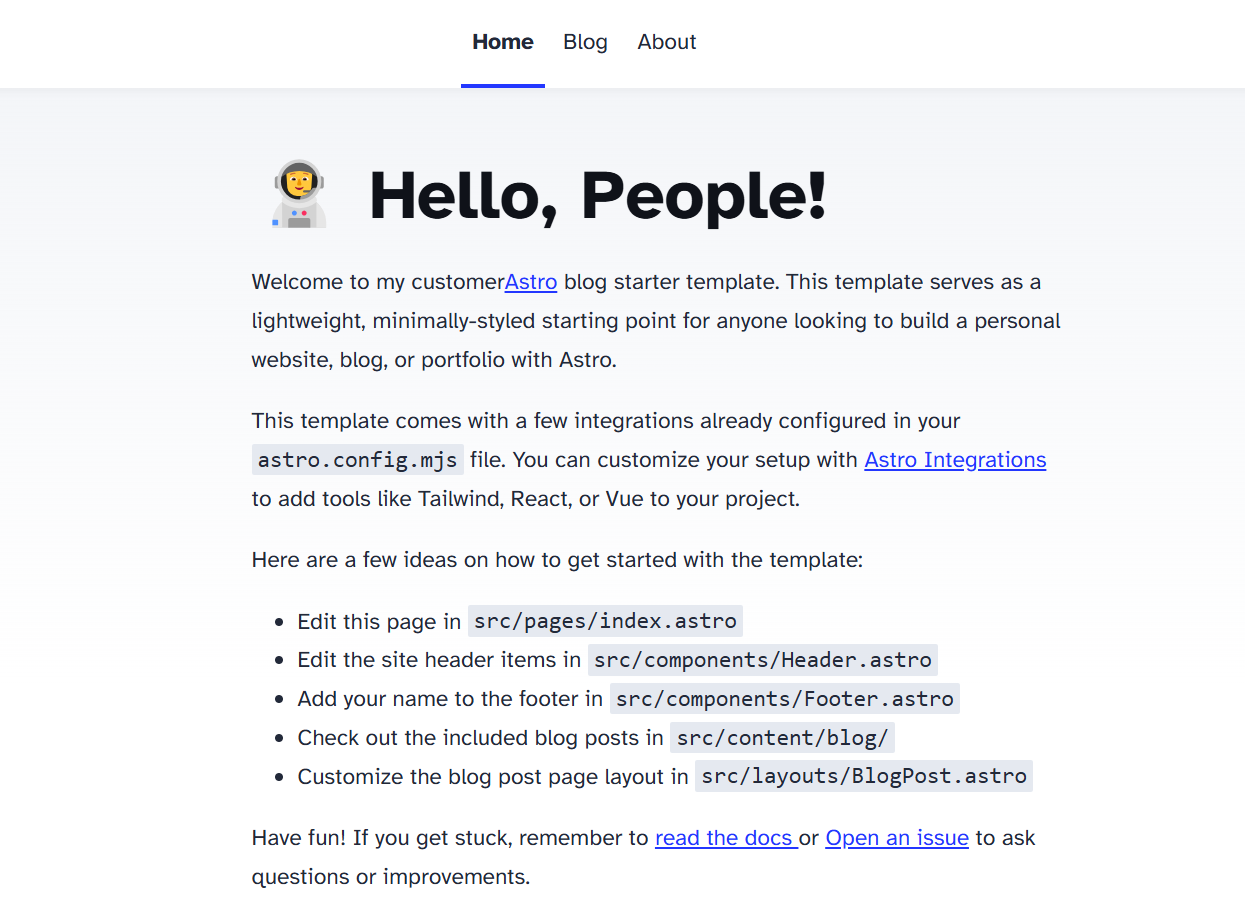 Home Blog About
Hello, People!
Welcome to my customerAstro blog starter template. This template serves as a
lightweight, minimally-styled starting point for anyone looking to build a personal
website, blog, or portfolio with Astro.
This template comes with a few integrations already configured in your
astro.config.mjs file. You can customize your setup with Astro Integrations
to add tools like Tailwind, React, or Vue to your project.
Here are a few ideas on how to get started with the template:
• Edit this page in src/pages/index.astro
• Edit the site header items in src/components/Header.astro
• Add your name to the footer in src/components/Footer.astro
• Check out the included blog posts in src/content/blog/
• Customize the blog post page layout in src/layouts/BlogPost.astro
Have fun! If you get stuck, remember to read the docs or Open an issue to ask
questions or improvements.